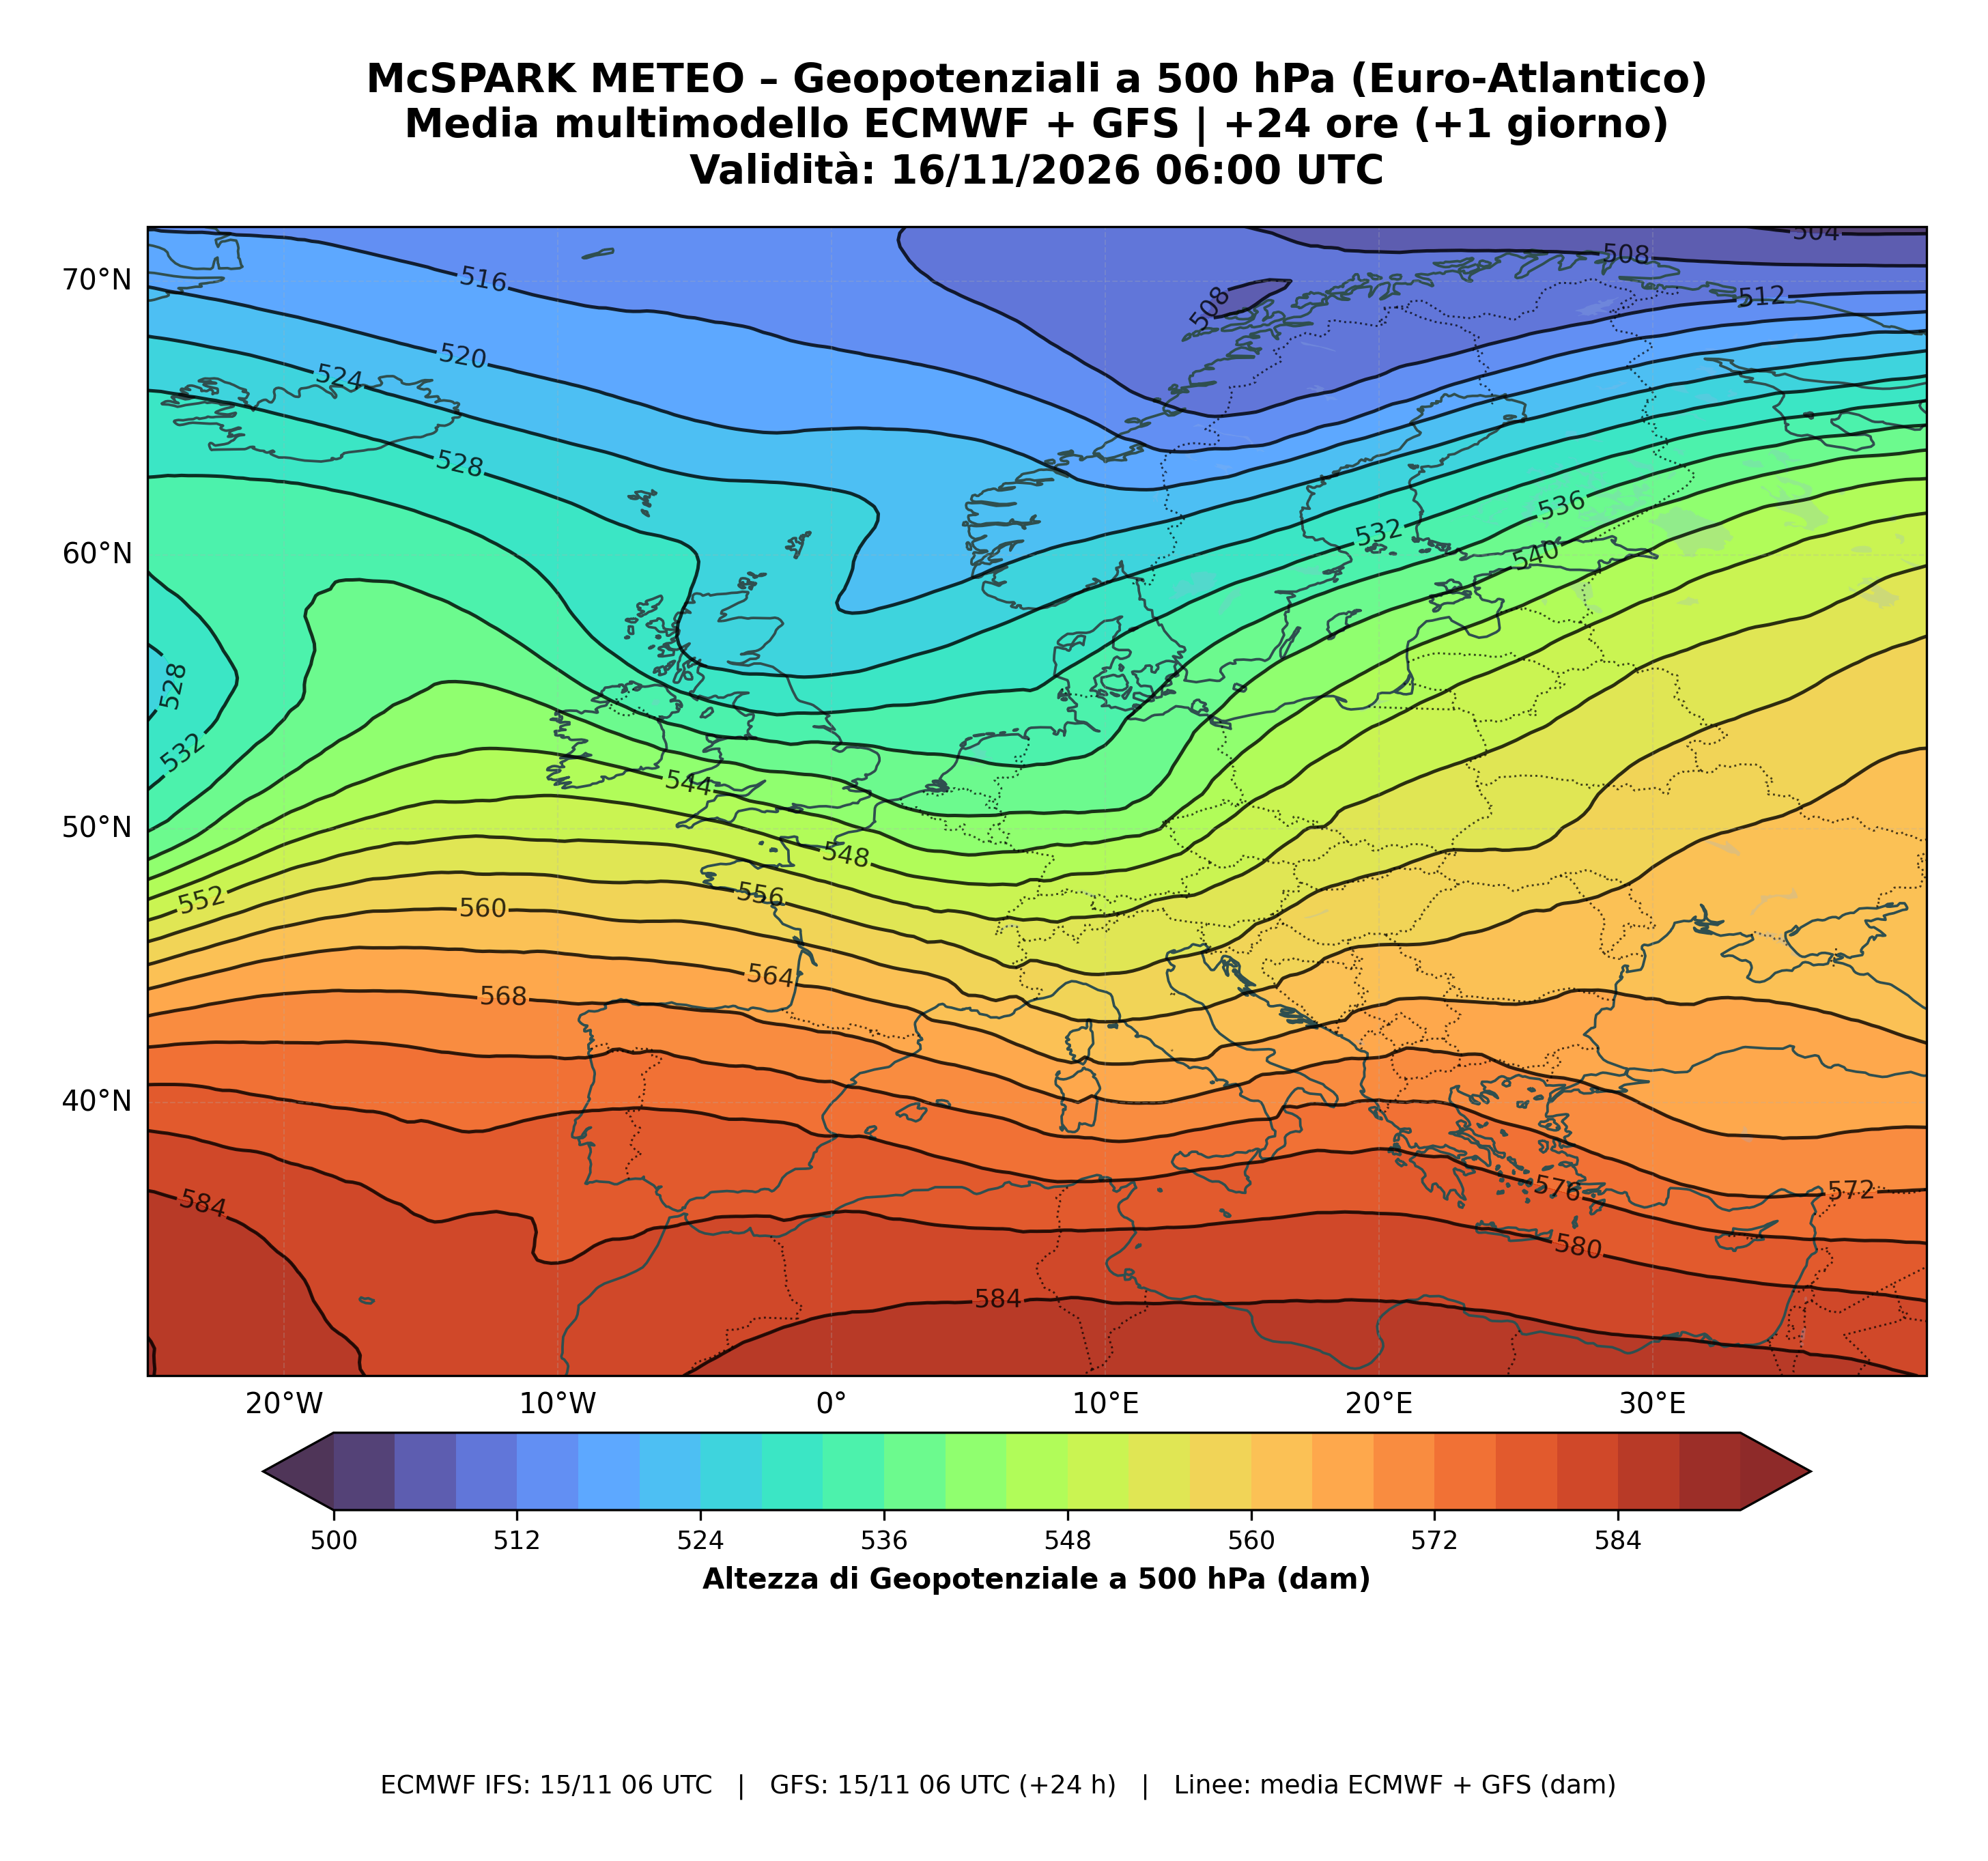 McSPARK METEO – Geopotenziali a 500 hPa (Euro-Atlantico)
Media multimodello ECMWF + GFS | +24 ore (+1 giorno)
Validità: 16/11/2026 06:00 UTC
504
508
70°N
516
512
508
520
524
528
536
532
60°N
540
528
532
544
50°N
548
556
552
560
564
568
40°N
576
572
584
580
584
20°W 10°W 0° 10°E 20°E 30°E
500 512 524 536 548 560 572 584
Altezza di Geopotenziale a 500 hPa (dam)
ECMWF IFS: 15/11 06 UTC | GFS: 15/11 06 UTC (+24 h) | Linee: media ECMWF + GFS (dam)